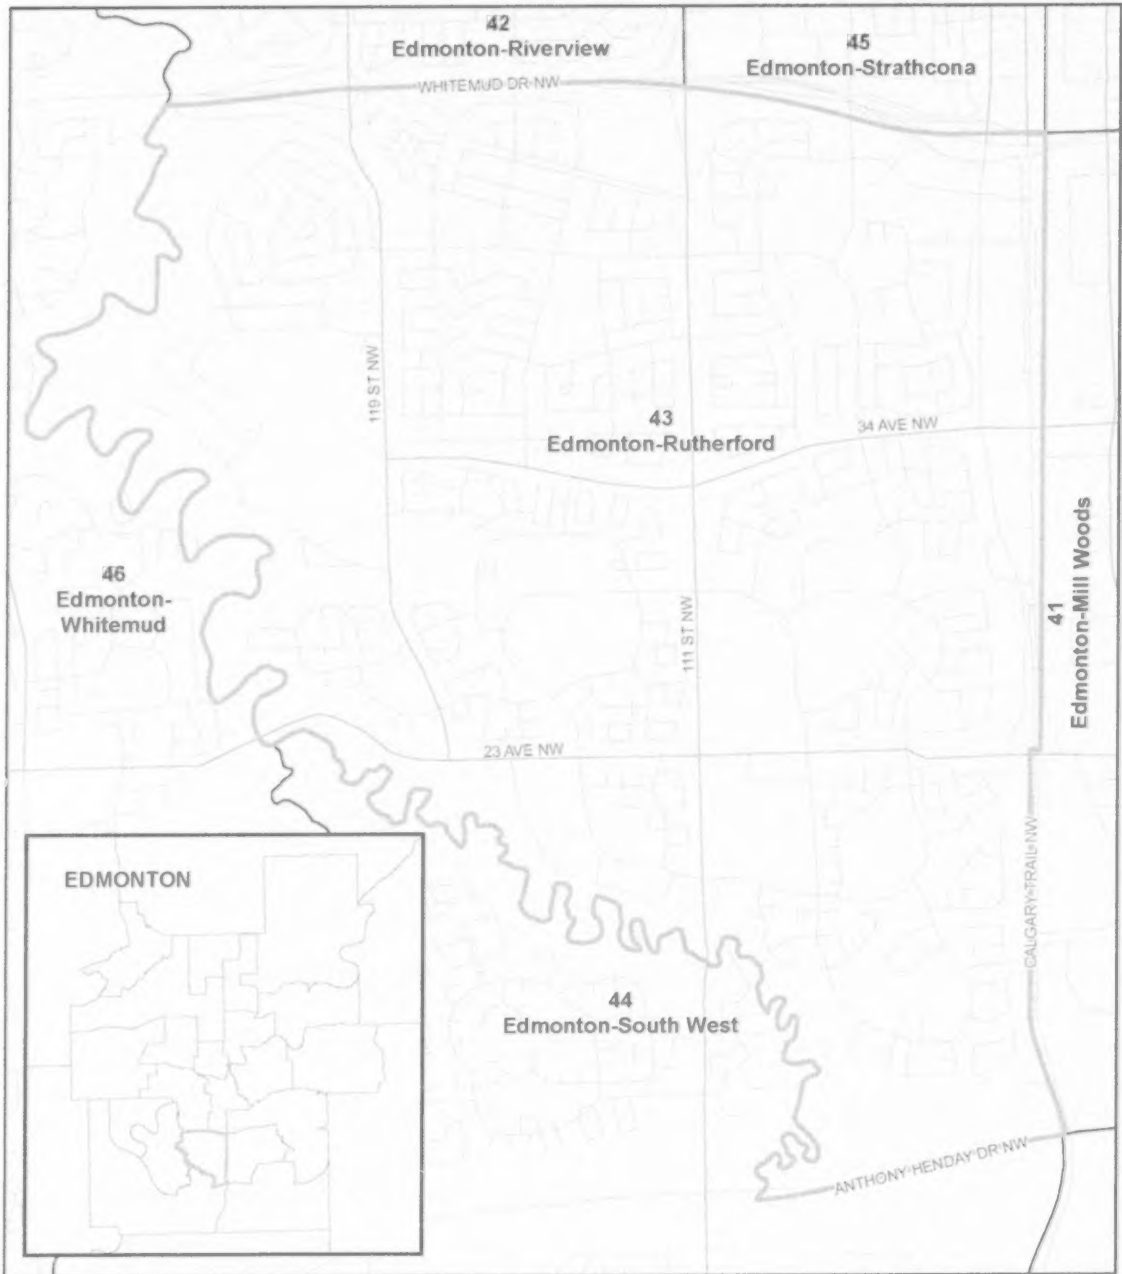 42
Edmonton-Riverview
45
Edmonton-Strathcona
WHITEMUD DR NW
119 ST NW
43
Edmonton-Rutherford
34 AVE NW
46
Edmonton-
Whitemud
111 ST NW
41
Edmonton-Mill Woods
23 AVE NW
CALGARY TRAIL NW
EDMONTON
44
Edmonton-South West
ANTHONY HENDAY DR NW